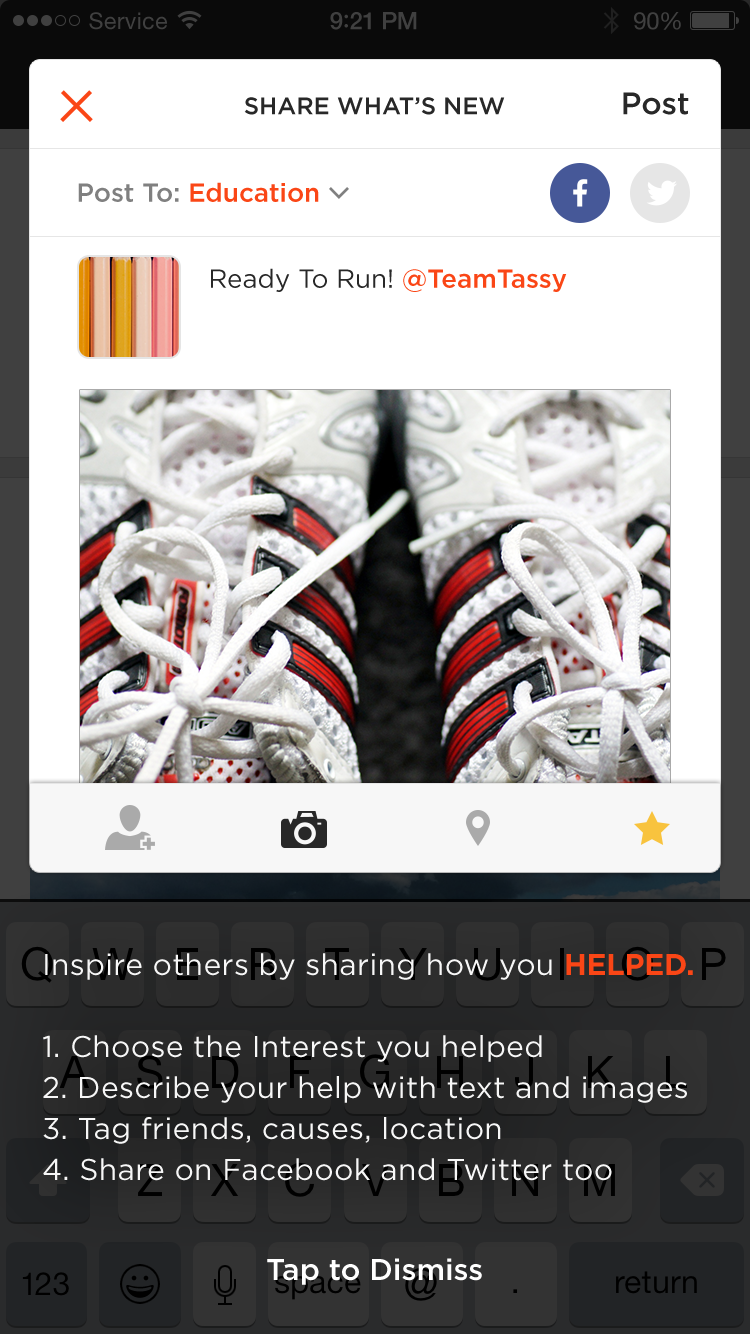 Service 9:21 PM 90%
SHARE WHAT’S NEW Post
Post To: Education
Ready To Run! @TeamTassy
Inspire others by sharing how you HELPED.
1. Choose the Interest you helped
2. Describe your help with text and images
3. Tag friends, causes, location
4. Share on Facebook and Twitter too
Tap to Dismiss
Q W E R T Y U I O P
A S D F G H J K L
Z X C V B N M
123 space @ . return